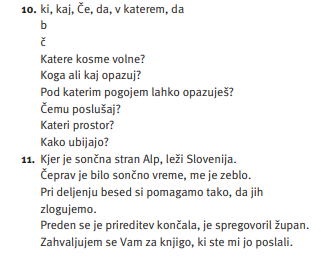 10. ki, kaj, Če, da, v katerem, da
b
č
Katere kosme volne?
Koga ali kaj opazuj?
Pod katerim pogojem lahko opazuješ?
Čemu poslušaj?
Kateri prostor?
Kako ubijajo?
11. Kjer je sončna stran Alp, leži Slovenija.
Čeprav je bilo sončno vreme, me je zeblo.
Pri deljenju besed si pomagamo tako, da jih
zlogujemo.
Preden se je prireditev končala, je spregovoril župan.
Zahvaljujem se Vam za knjigo, ki ste mi jo poslali.